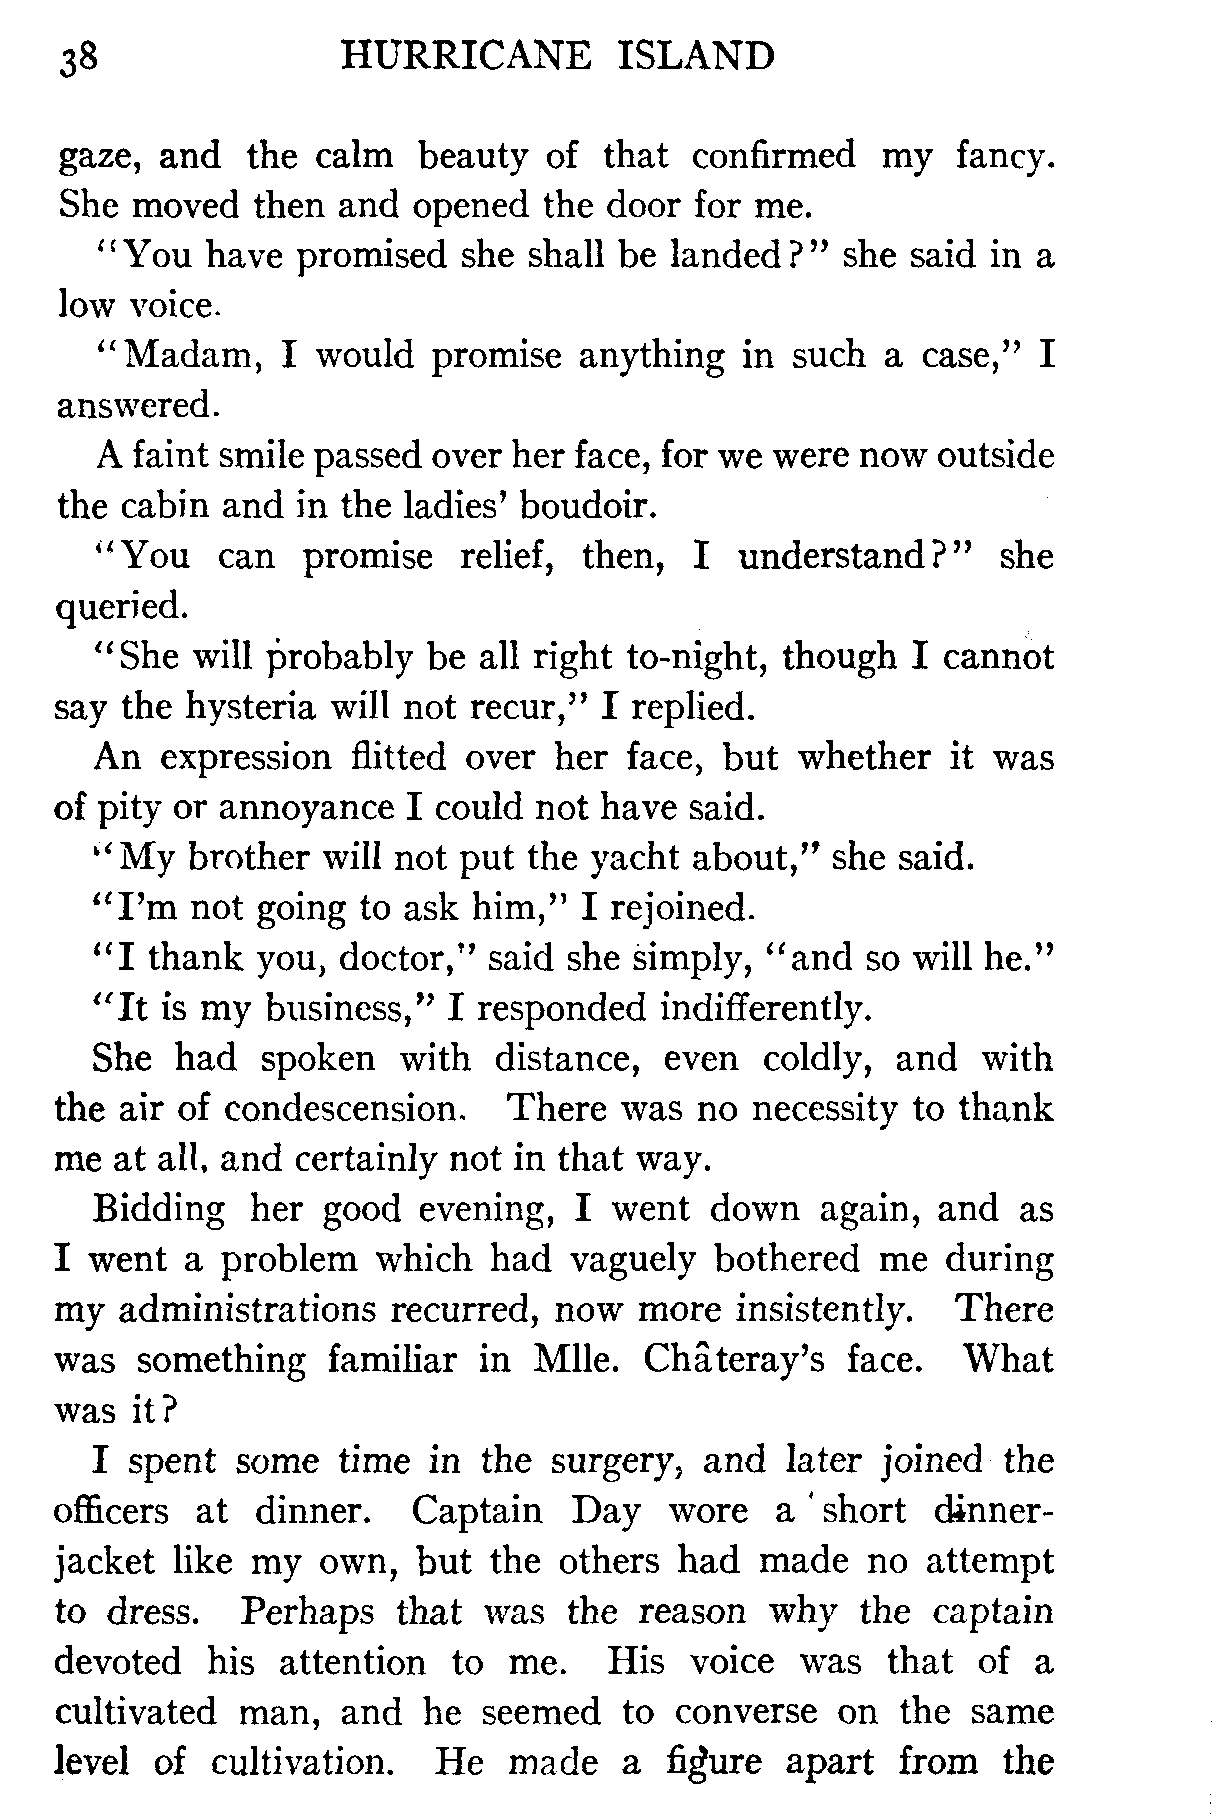 38 HURRICANE ISLAND
gaze, and the calm beauty of that confirmed my fancy.
She moved then and opened the door for me.
"You have promised she shall be landed?" she said in a
low voice.
"Madam, I would promise anything in such a case," I
answered.
A faint smile passed over her face, for we were now outside
the cabin and in the ladies' boudoir.
"You can promise relief, then, I understand?" she
queried.
"She will probably be all right to-night, though I cannot
say the hysteria will not recur," I replied.
An expression flitted over her face, but whether it was
of pity or annoyance I could not have said.
"My brother will not put the yacht about," she said.
"I'm not going to ask him," I rejoined.
"I thank you, doctor," said she simply, "and so will he."
"It is my business," I responded indifferently.
She had spoken with distance, even coldly, and with
the air of condescension. There was no necessity to thank
me at all, and certainly not in that way.
Bidding her good evening, I went down again, and as
I went a problem which had vaguely bothered me during
my administrations recurred, now more insistently. There
was something familiar in Mlle. Châteray's face. What
was it?
I spent some time in the surgery, and later joined the
officers at dinner. Captain Day wore a short dinner-
jacket like my own, but the others had made no attempt
to dress. Perhaps that was the reason why the captain
devoted his attention to me. His voice was that of a
cultivated man, and he seemed to converse on the same
level of cultivation. He made a figure apart from the